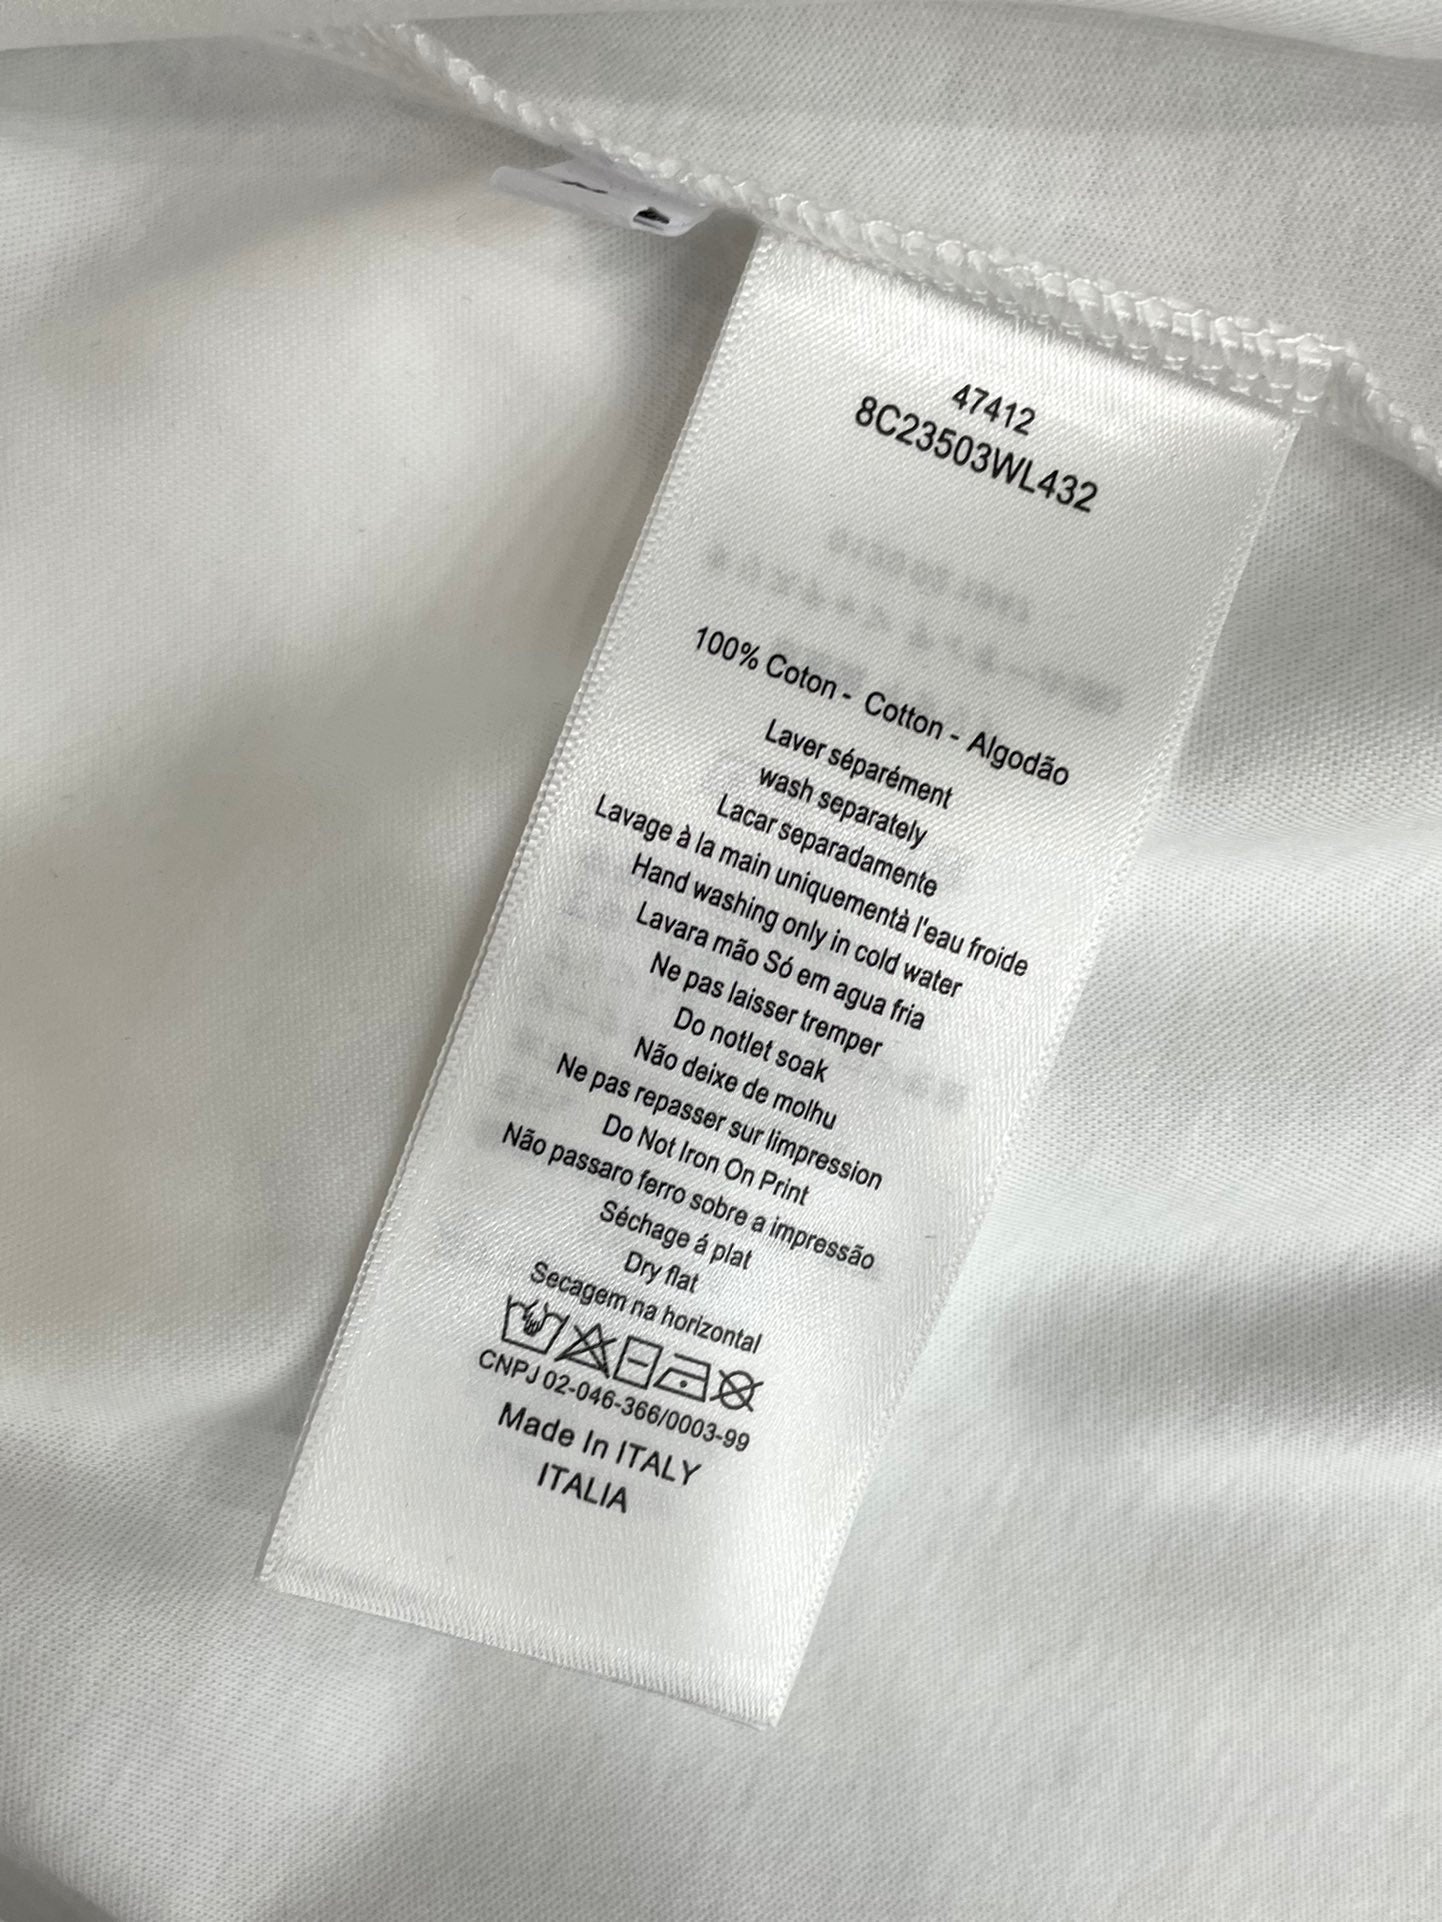 47412
8C23503WL432
100% Coton - Cotton - Algodão
Laver séparément
wash separately
Lacar separadamente
Lavage à la main uniquementà l'eau froide
Hand washing only in cold water
Lavara mão Só em agua fria
Ne pas laisser tremper
Do notlet soak
Não deixe de molhu
Ne pas repasser sur limpression
Do Not Iron On Print
Não passaro ferro sobre a impressão
Séchage á plat
Dry flat
Secagem na horizontal
CNPJ 02-046-366/0003-99
Made In ITALY
ITALIA